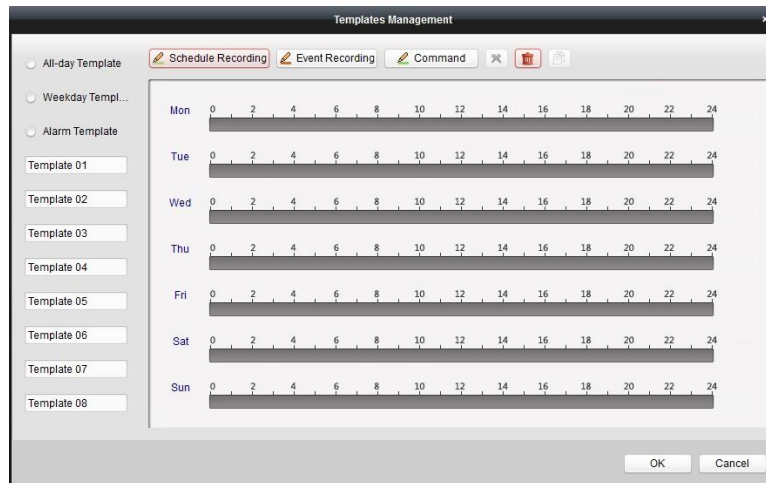 Templates Management
All-day Template
Weekday Templ...
Alarm Template
Template 01
Template 02
Template 03
Template 04
Template 05
Template 06
Template 07
Template 08
Schedule Recording Event Recording Command
Mon 0 2 4 6 8 10 12 14 16 18 20 22 24
Tue 0 2 4 6 8 10 12 14 16 18 20 22 24
Wed 0 2 4 6 8 10 12 14 16 18 20 22 24
Thu 0 2 4 6 8 10 12 14 16 18 20 22 24
Fri 0 2 4 6 8 10 12 14 16 18 20 22 24
Sat 0 2 4 6 8 10 12 14 16 18 20 22 24
Sun 0 2 4 6 8 10 12 14 16 18 20 22 24
OK Cancel